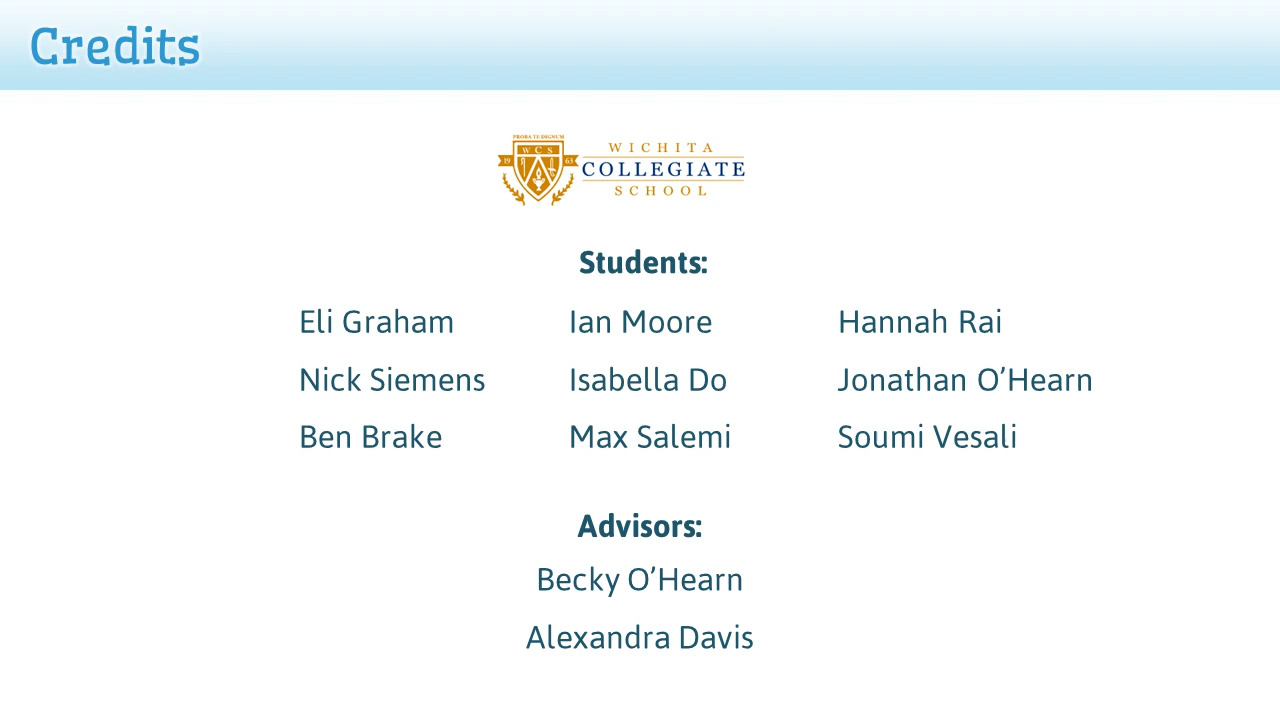 Credits
PROBA TE DIGNUM
WCS
19 63
WICHITA
COLLEGIATE
SCHOOL
Students:
Eli Graham Ian Moore Hannah Rai
Nick Siemens Isabella Do Jonathan O’Hearn
Ben Brake Max Salemi Soumi Vesali
Advisors:
Becky O’Hearn
Alexandra Davis